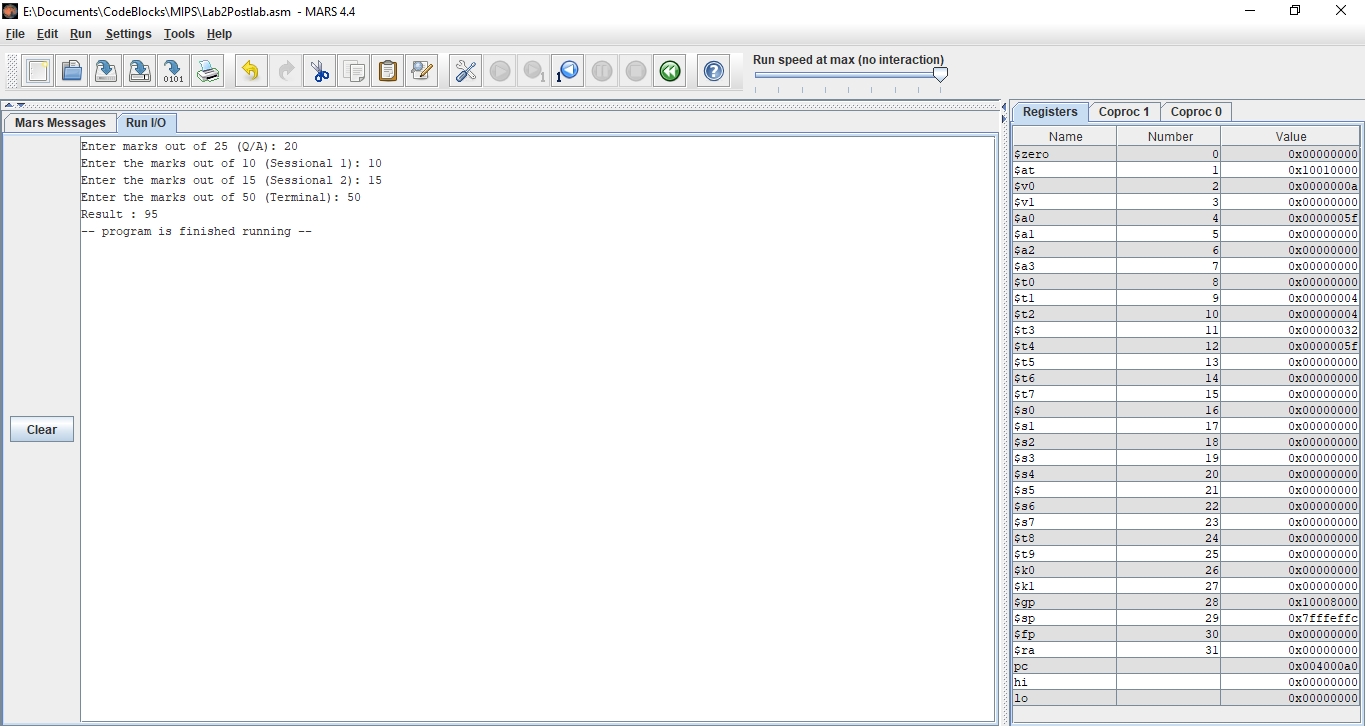 E:\Documents\CodeBlocks\MIPS\Lab2Postlab.asm - MARS 4.4
File Edit Run Settings Tools Help
Run speed at max (no interaction)
Mars Messages Run I/O
Enter marks out of 25 (Q/A): 20
Enter the marks out of 10 (Sessional 1): 10
Enter the marks out of 15 (Sessional 2): 15
Enter the marks out of 50 (Terminal): 50
Result : 95
-- program is finished running --
Clear
Registers Coproc 1 Coproc 0
Name Number Value
$zero 0 0x00000000
$at 1 0x10010000
$v0 2 0x0000000a
$v1 3 0x00000000
$a0 4 0x0000005f
$a1 5 0x00000000
$a2 6 0x00000000
$a3 7 0x00000000
$t0 8 0x00000000
$t1 9 0x00000004
$t2 10 0x00000004
$t3 11 0x00000032
$t4 12 0x0000005f
$t5 13 0x00000000
$t6 14 0x00000000
$t7 15 0x00000000
$s0 16 0x00000000
$s1 17 0x00000000
$s2 18 0x00000000
$s3 19 0x00000000
$s4 20 0x00000000
$s5 21 0x00000000
$s6 22 0x00000000
$s7 23 0x00000000
$t8 24 0x00000000
$t9 25 0x00000000
$k0 26 0x00000000
$k1 27 0x00000000
$gp 28 0x10008000
$sp 29 0x7fffeffc
$fp 30 0x00000000
$ra 31 0x00000000
pc 0x004000a0
hi 0x00000000
lo 0x00000000